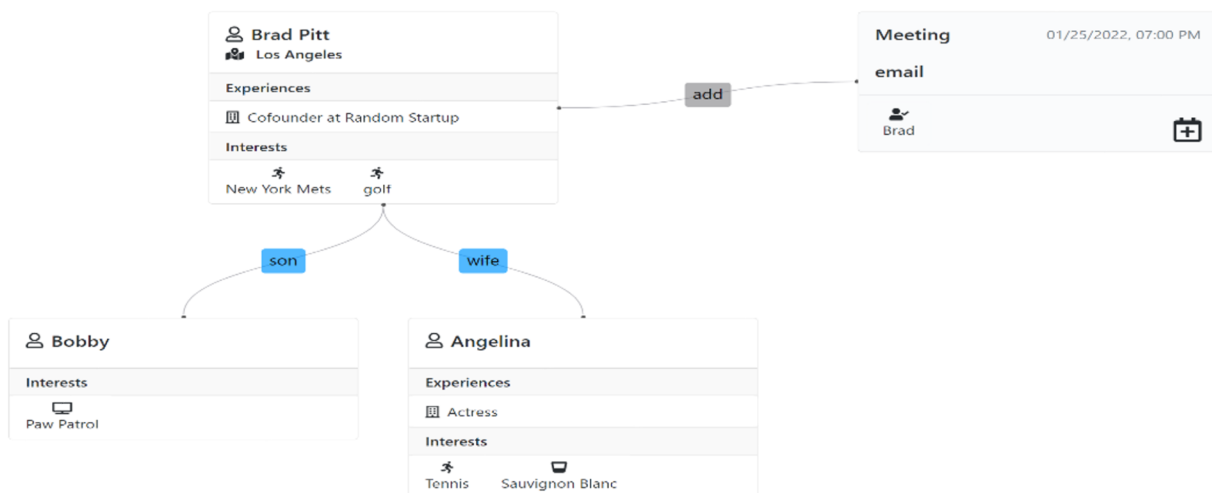 Brad Pitt
Los Angeles
Experiences
Cofounder at Random Startup
Interests
New York Mets golf
add
Meeting 01/25/2022, 07:00 PM
email
Brad
son wife
Bobby
Interests
Paw Patrol
Angelina
Experiences
Actress
Interests
Tennis Sauvignon Blanc